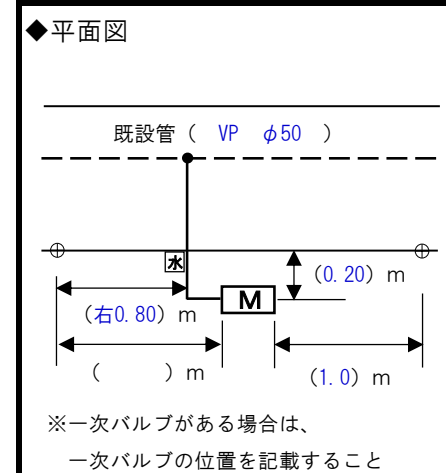 ◆平面図
既設管（ VP φ50 ）
水
（0.20）m
M
（右0.80）m
（ ）m
（1.0）m
※一次バルブがある場合は、
一次バルブの位置を記載すること